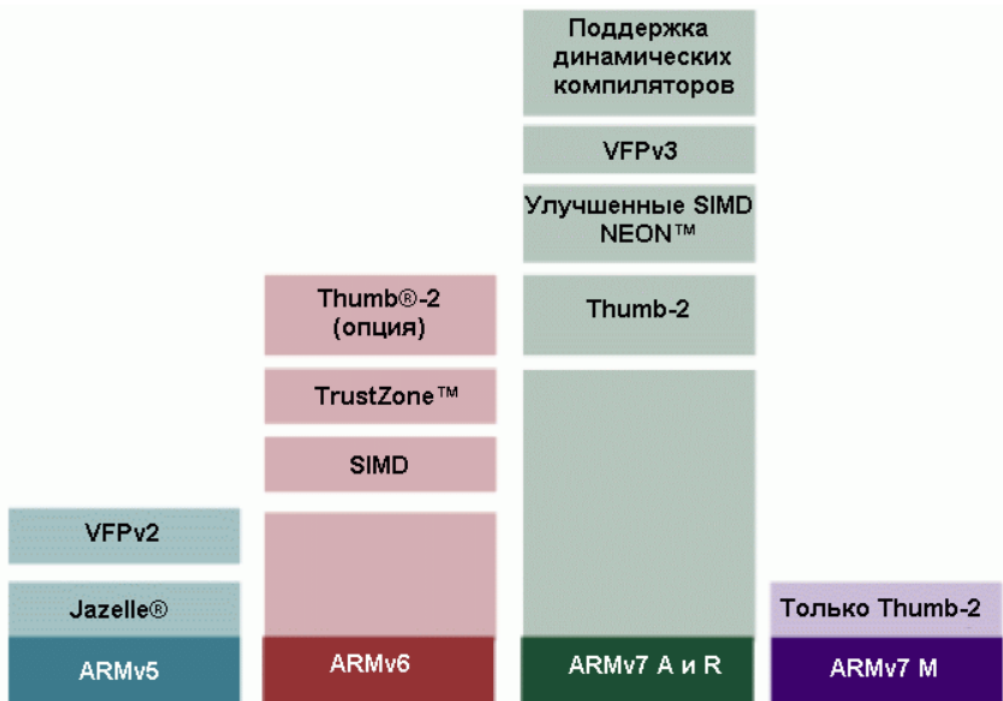 Поддержка
динамических
компиляторов
VFPv3
Улучшенные SIMD
NEON™
Thumb®-2
(опция)
Thumb-2
TrustZone™
SIMD
VFPv2
Jazelle®
Только Thumb-2
ARMv5
ARMv6
ARMv7 A и R
ARMv7 M